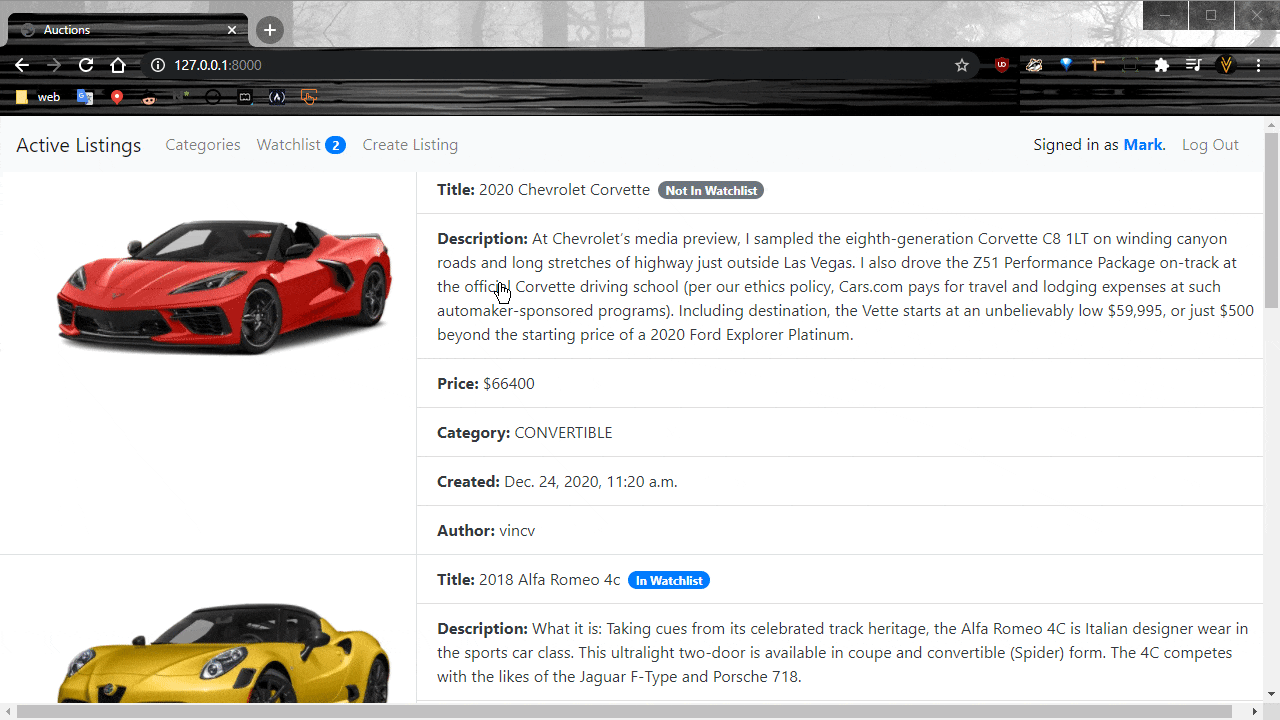 Auctions
127.0.0.1:8000
web
Active Listings Categories Watchlist 2 Create Listing Signed in as Mark. Log Out
Title: 2020 Chevrolet Corvette Not In Watchlist
Description: At Chevrolet’s media preview, I sampled the eighth-generation Corvette C8 1LT on winding canyon
roads and long stretches of highway just outside Las Vegas. I also drove the Z51 Performance Package on-track at
the official Corvette driving school (per our ethics policy, Cars.com pays for travel and lodging expenses at such
automaker-sponsored programs). Including destination, the Vette starts at an unbelievably low $59,995, or just $500
beyond the starting price of a 2020 Ford Explorer Platinum.
Price: $66400
Category: CONVERTIBLE
Created: Dec. 24, 2020, 11:20 a.m.
Author: vincv
Title: 2018 Alfa Romeo 4c In Watchlist
Description: What it is: Taking cues from its celebrated track heritage, the Alfa Romeo 4C is Italian designer wear in
the sports car class. This ultralight two-door is available in coupe and convertible (Spider) form. The 4C competes
with the likes of the Jaguar F-Type and Porsche 718.